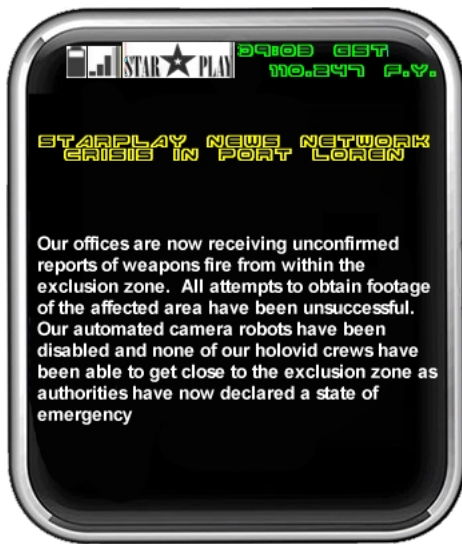 STAR PLAY
09:03 GST
110.247 P.Y.
STARPLAY NEWS NETWORK
CRISIS IN PORT LOREN
Our offices are now receiving unconfirmed
reports of weapons fire from within the
exclusion zone.  All attempts to obtain footage
of the affected area have been unsuccessful.
Our automated camera robots have been
disabled and none of our holovid crews have
been able to get close to the exclusion zone as
authorities have now declared a state of
emergency